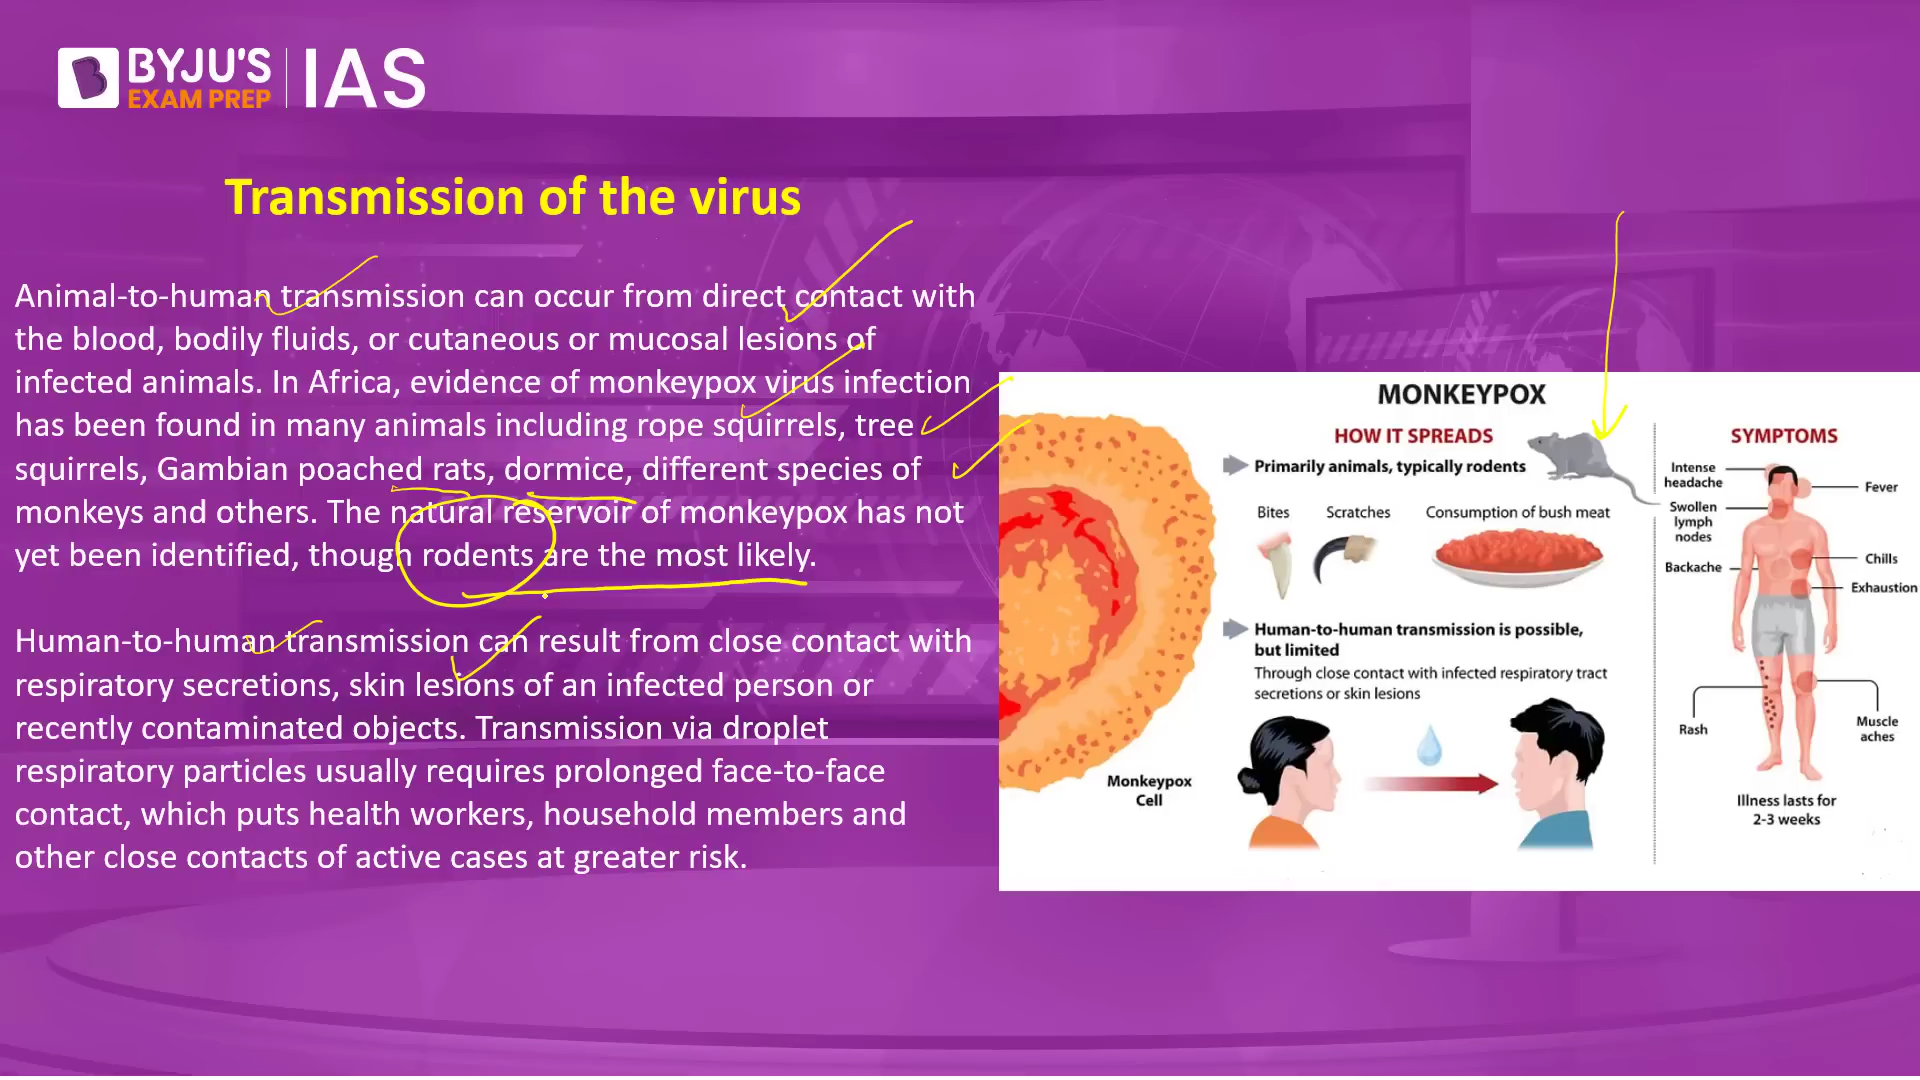 BYJU'S
EXAM PREP
IAS
Transmission of the virus
Animal-to-human transmission can occur from direct contact with
the blood, bodily fluids, or cutaneous or mucosal lesions of
infected animals. In Africa, evidence of monkeypox virus infection
has been found in many animals including rope squirrels, tree
squirrels, Gambian poached rats, dormice, different species of
monkeys and others. The natural reservoir of monkeypox has not
yet been identified, though rodents are the most likely.
Human-to-human transmission can result from close contact with
respiratory secretions, skin lesions of an infected person or
recently contaminated objects. Transmission via droplet
respiratory particles usually requires prolonged face-to-face
contact, which puts health workers, household members and
other close contacts of active cases at greater risk.
MONKEYPOX
HOW IT SPREADS
Primarily animals, typically rodents
Bites
Scratches
Consumption of bush meat
Human-to-human transmission is possible,
but limited
Through close contact with infected respiratory tract
secretions or skin lesions
Monkeypox
Cell
SYMPTOMS
Intense
headache
Fever
Swollen
lymph
nodes
Chills
Backache
Exhaustion
Rash
Muscle
aches
Illness lasts for
2-3 weeks